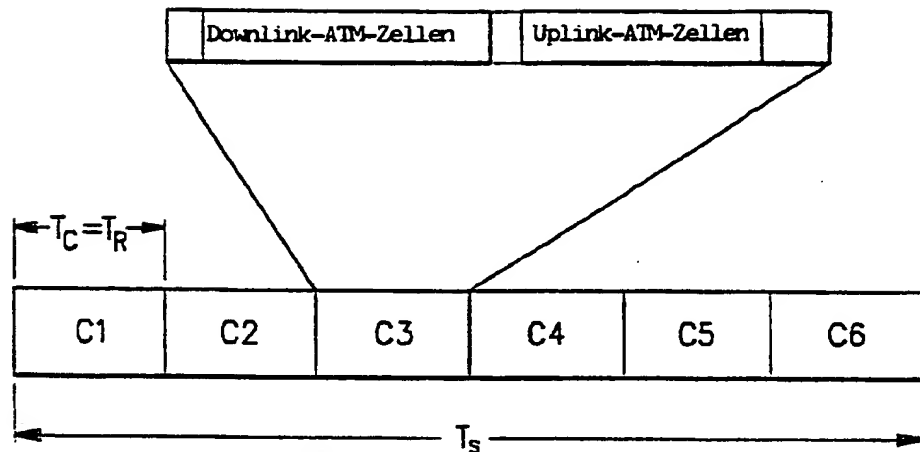 Downlink-ATM-Zellen Uplink-ATM-Zellen
T_C=T_R
C1 C2 C3 C4 C5 C6
T_s